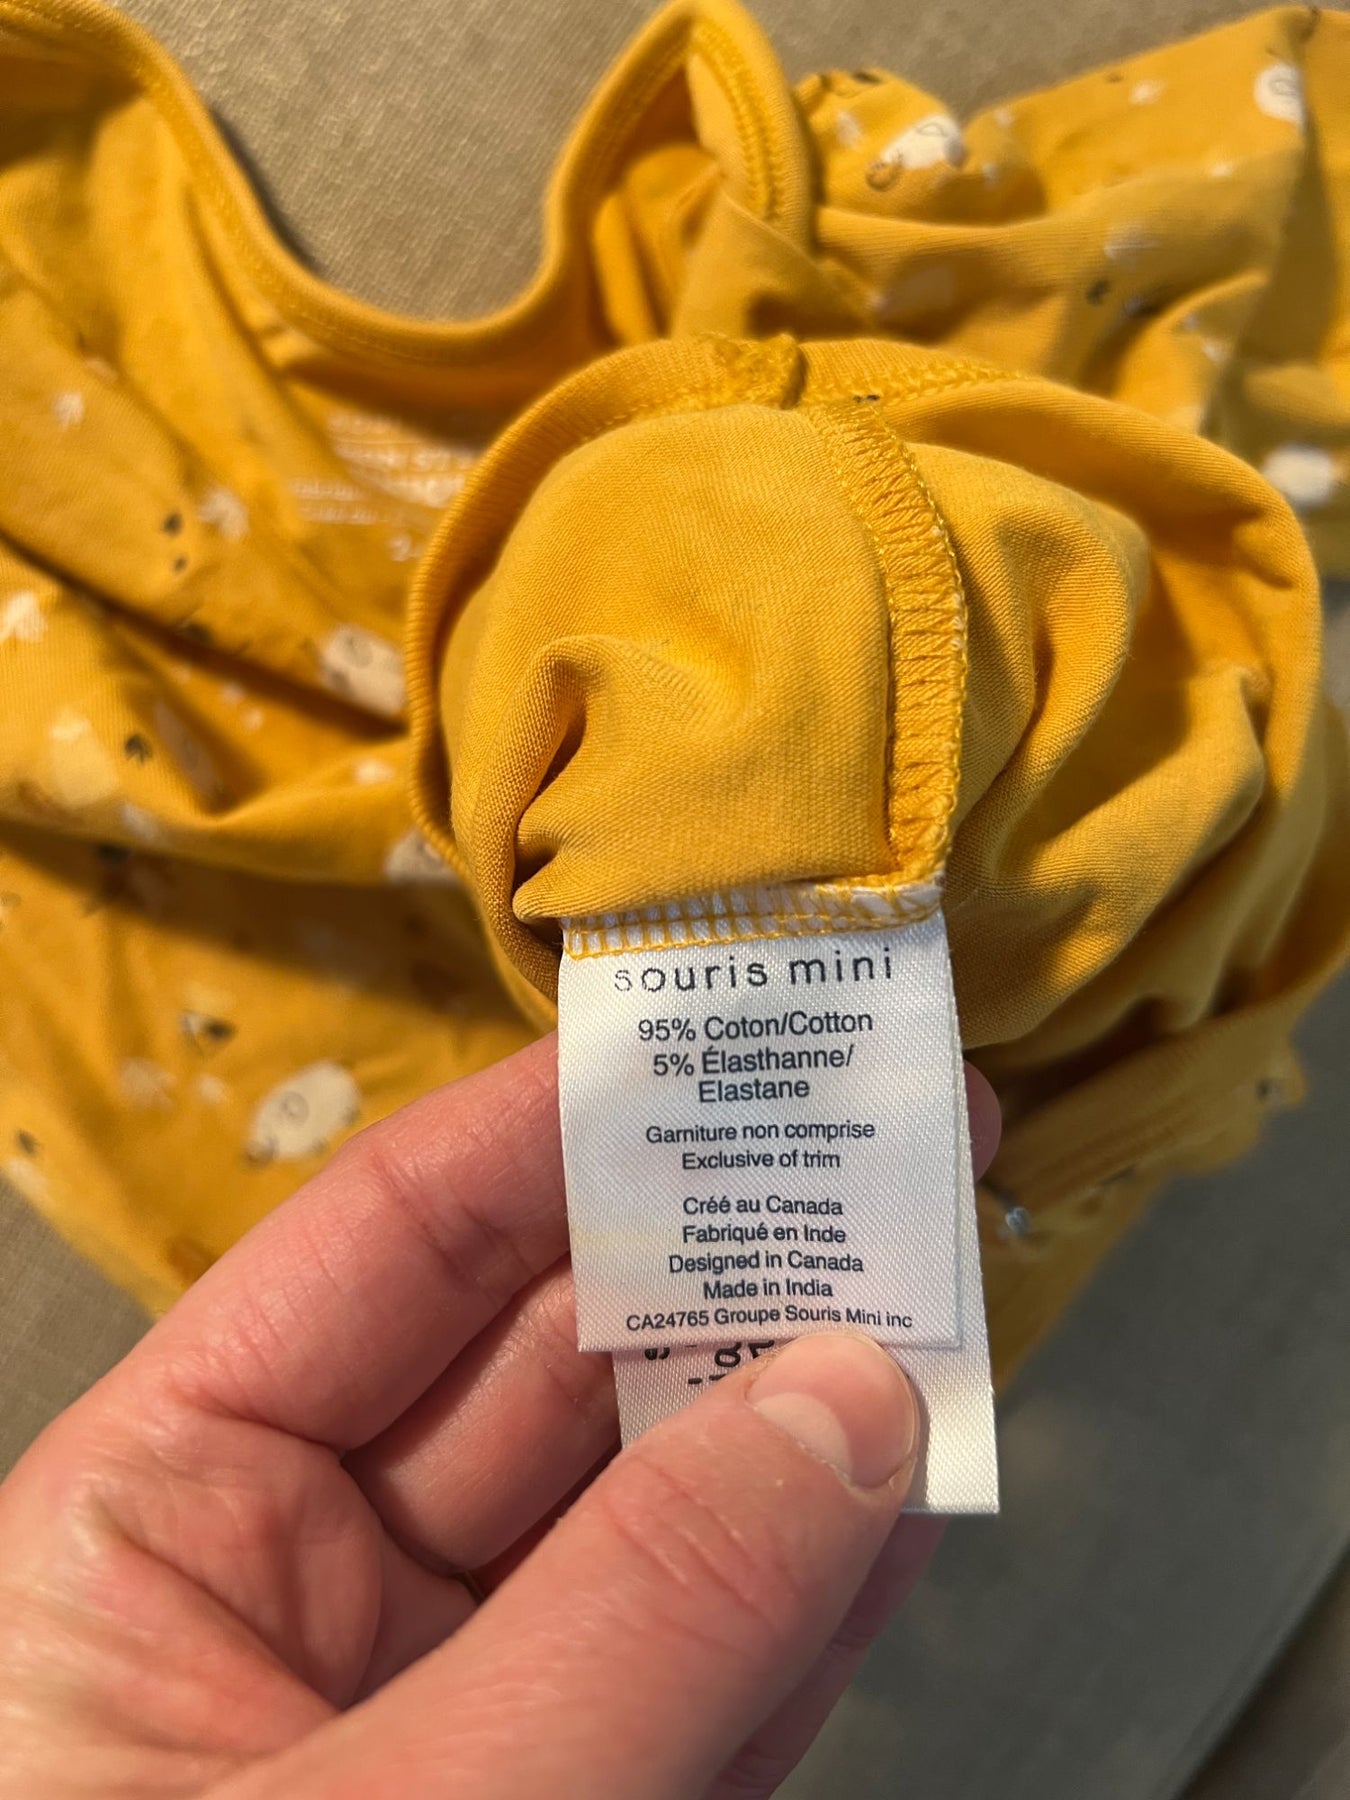 souris mini
95% Coton/Cotton
5% Élasthanne/
Elastane
Garniture non comprise
Exclusive of trim
Créé au Canada
Fabriqué en Inde
Designed in Canada
Made in India
CA24765 Groupe Souris Mini inc